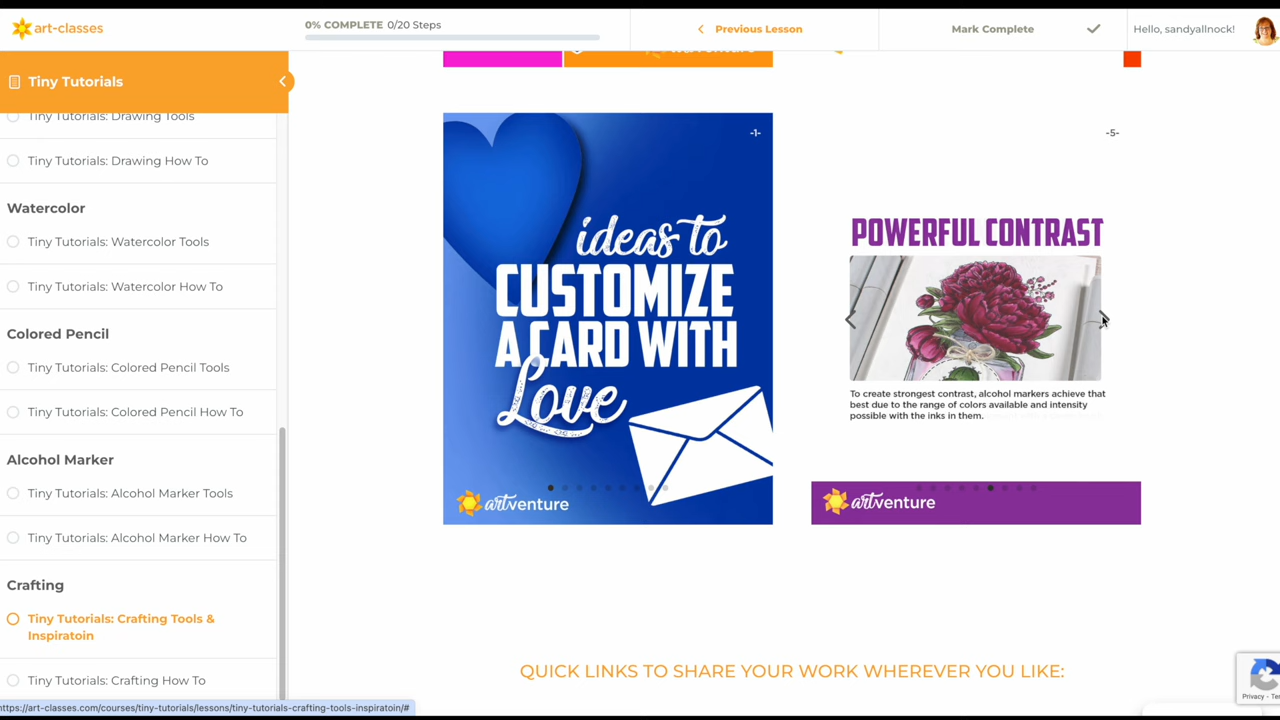 art-classes
0% COMPLETE 0/20 Steps
Previous Lesson
Mark Complete
Hello, sandyallnock!
Tiny Tutorials
Tiny Tutorials: Drawing Tools
Tiny Tutorials: Drawing How To
Watercolor
Tiny Tutorials: Watercolor Tools
Tiny Tutorials: Watercolor How To
Colored Pencil
Tiny Tutorials: Colored Pencil Tools
Tiny Tutorials: Colored Pencil How To
Alcohol Marker
Tiny Tutorials: Alcohol Marker Tools
Tiny Tutorials: Alcohol Marker How To
Crafting
Tiny Tutorials: Crafting Tools &
Inspiratoin
Tiny Tutorials: Crafting How To
https://art-classes.com/courses/tiny-tutorials/lessons/tiny-tutorials-crafting-tools-inspiratoin/#
-1-
ideas to
CUSTOMIZE
A CARD WITH
Love
artventure
-5-
POWERFUL CONTRAST
To create strongest contrast, alcohol markers achieve that
best due to the range of colors available and intensity
possible with the inks in them.
artventure
QUICK LINKS TO SHARE YOUR WORK WHEREVER YOU LIKE: